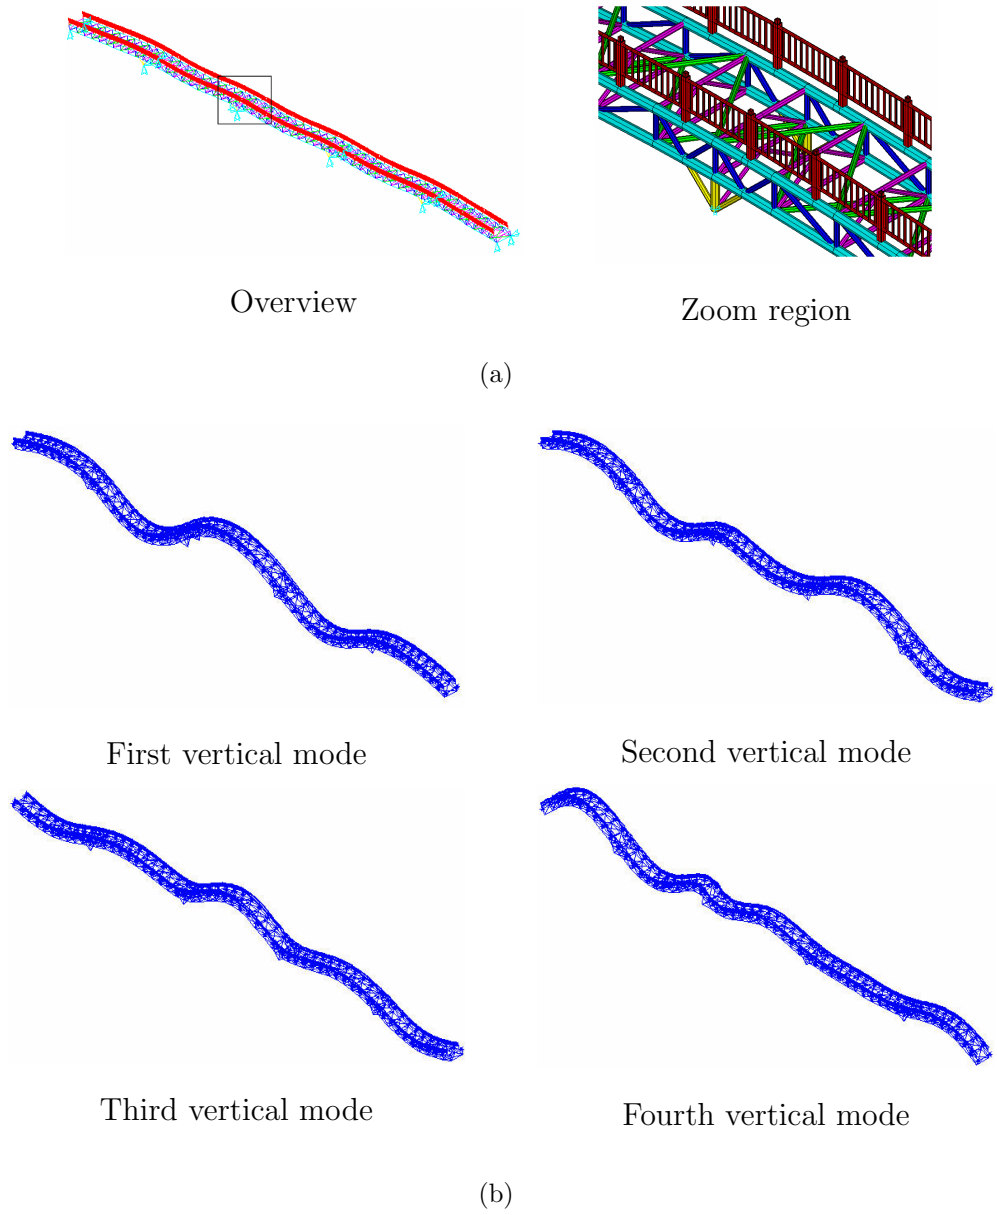 Overview
Zoom region
(a)
First vertical mode
Second vertical mode
Third vertical mode
Fourth vertical mode
(b)